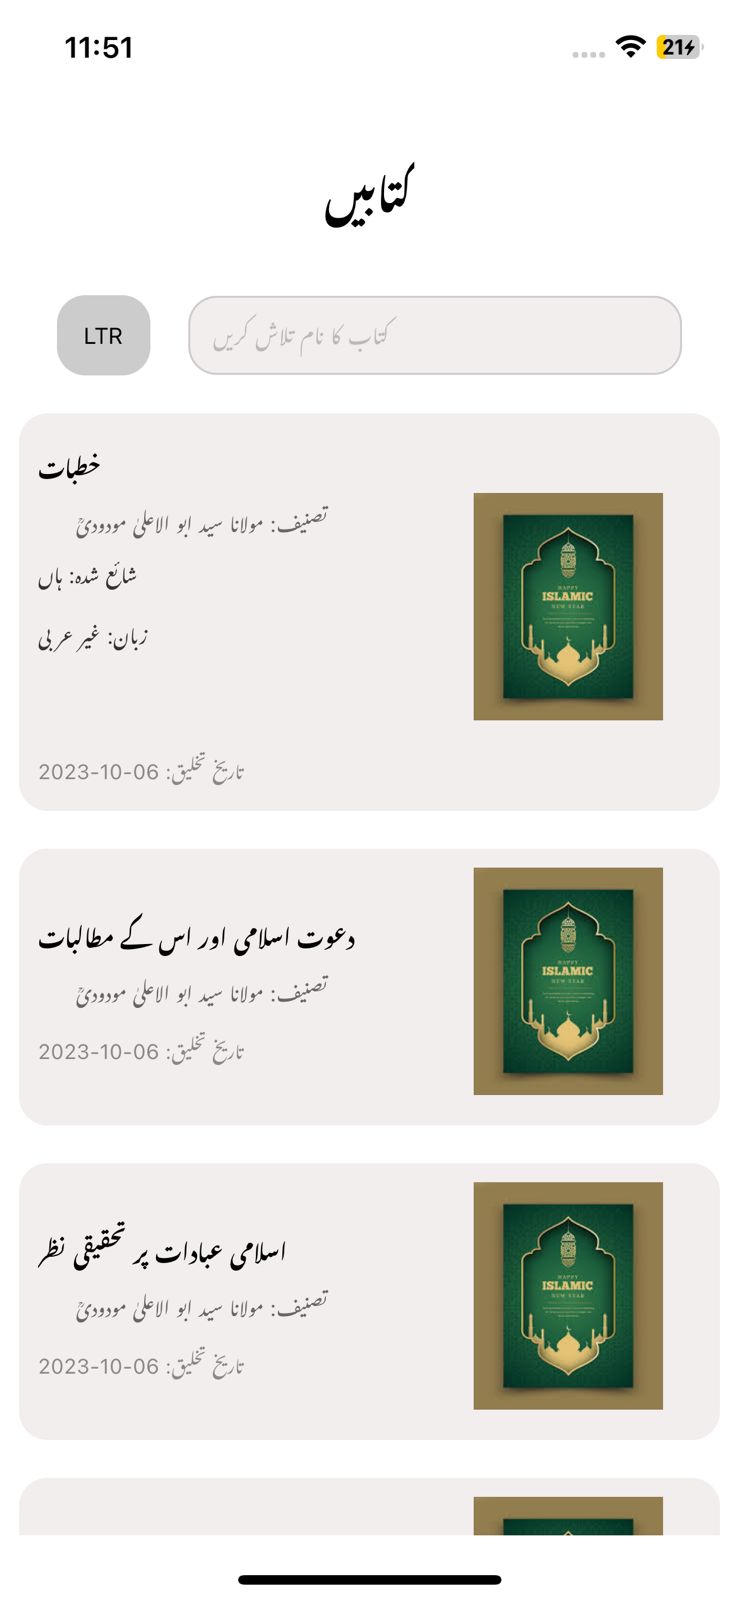 11:51
21
کتابیں
LTR
کتاب کا نام تلاش کریں
خطبات
تصنیف: مولانا سید ابو الاعلیٰ مودودیؒ
شائع شدہ: ہاں
زبان: غیر عربی
تاریخ تخلیق: 2023-10-06
HAPPY
ISLAMIC
NEW YEAR
دعوت اسلامی اور اس کے مطالبات
تصنیف: مولانا سید ابو الاعلیٰ مودودیؒ
تاریخ تخلیق: 2023-10-06
HAPPY
ISLAMIC
NEW YEAR
اسلامی عبادات پر تحقیقی نظر
تصنیف: مولانا سید ابو الاعلیٰ مودودیؒ
تاریخ تخلیق: 2023-10-06
HAPPY
ISLAMIC
NEW YEAR